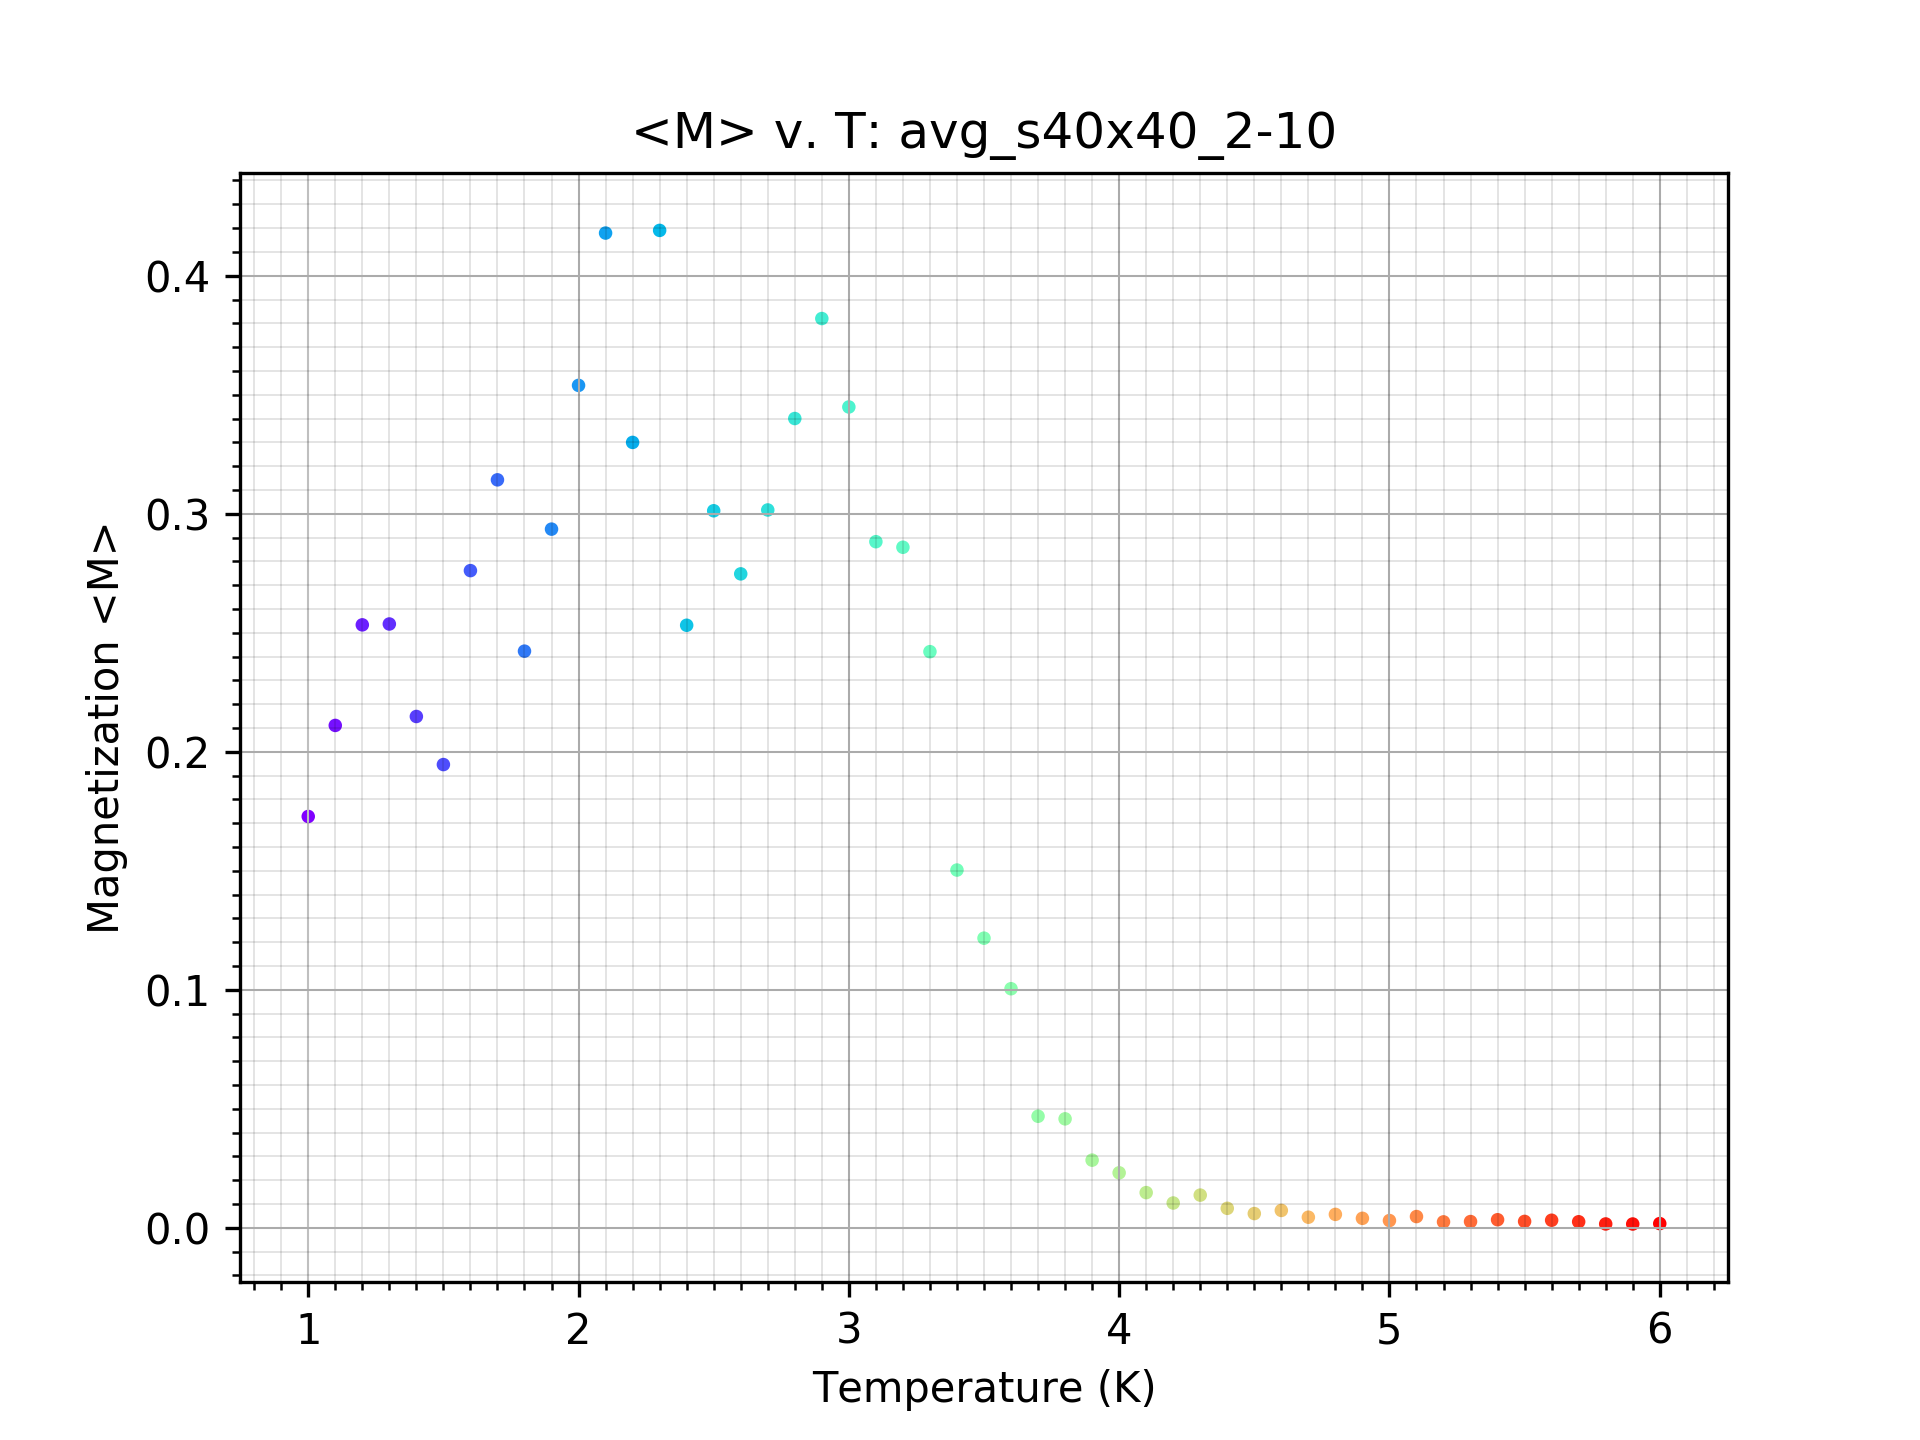 <M> v. T: avg_s40x40_2-10
Magnetization <M>
0.4
0.3
0.2
0.1
0.0
1 2 3 4 5 6
Temperature (K)